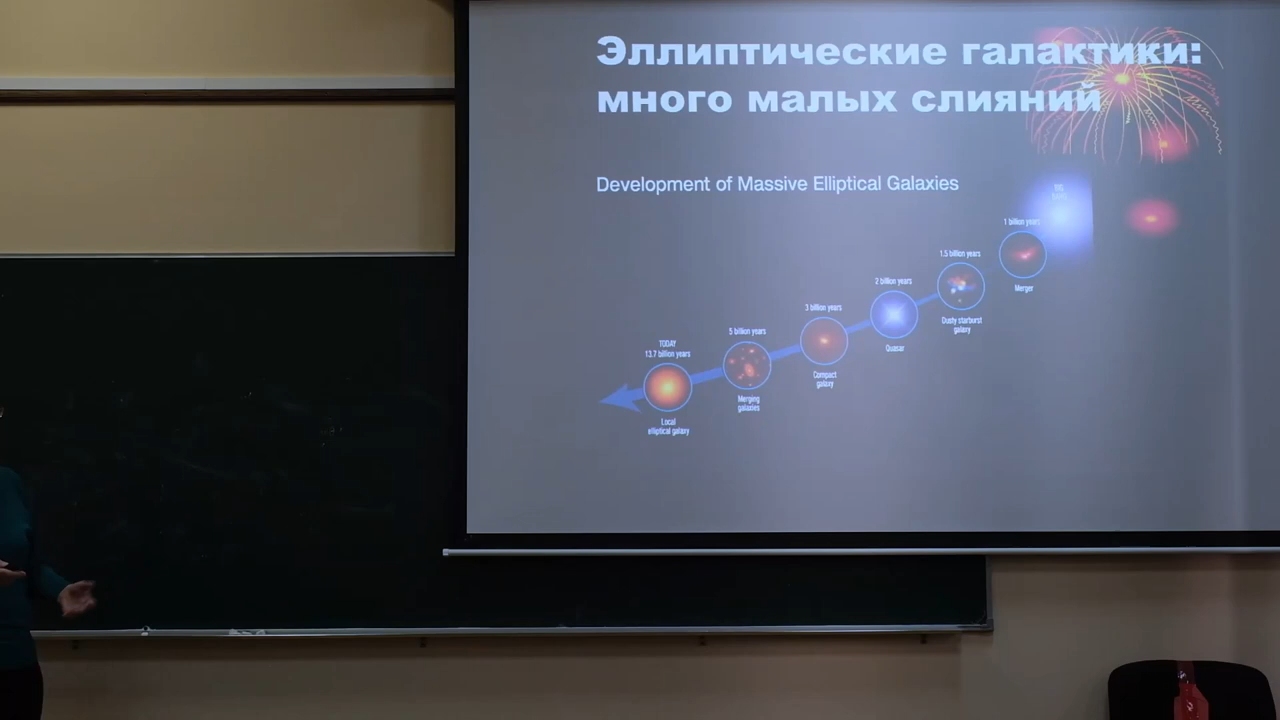 Эллиптические галактики:
много малых слияний
Development of Massive Elliptical Galaxies
BIG
BANG
1 billion years
Merger
1.5 billion years
Dusty starburst
galaxy
2 billion years
Quasar
3 billion years
Compact
galaxy
5 billion years
Merging
galaxies
TODAY
13.7 billion years
Local
elliptical galaxy